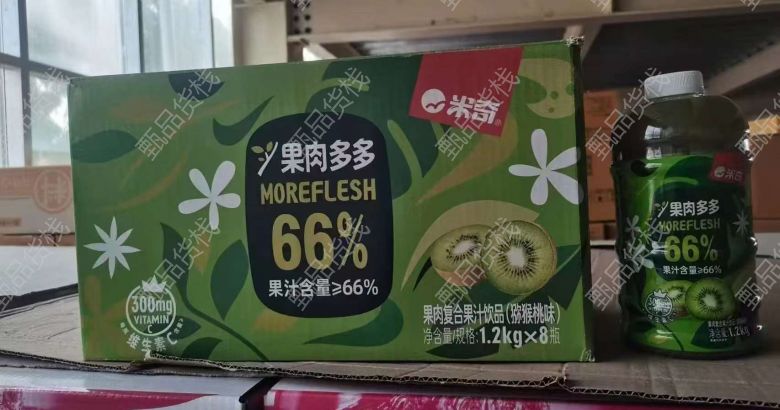 米奇
果肉多多
MOREFLESH
66%
果汁含量≥66%
300mg
VITAMIN
C
维生素C
果肉复合果汁饮品(猕猴桃味)
净含量/规格:1.2kg×8瓶
米奇
果肉多多
MOREFLESH
66%
果汁含量≥66%
1.2kg
甄品货栈